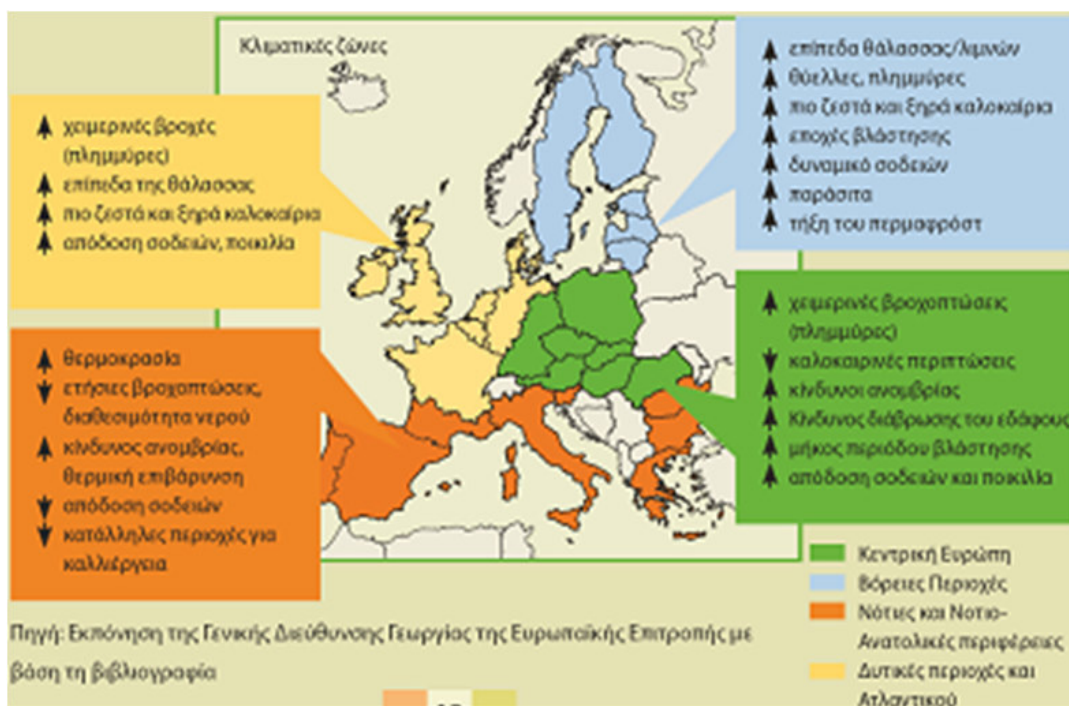 Κλιματικές ζώνες
χειμερινές βροχές
(πλημμύρες)
επίπεδα της θάλασσας
πιο ζεστά και ξηρά καλοκαίρια
απόδοση σοδειών, ποικιλία
θερμοκρασία
ετήσιες βροχοπτώσεις,
διαθεσιμότητα νερού
κίνδυνος ανομβρίας,
θερμική επιβάρυνση
απόδοση σοδειών
κατάλληλες περιοχές για
καλλιέργεια
επίπεδα θάλασσας/λιμνών
θύελλες, πλημμύρες
πιο ζεστά και ξηρά καλοκαίρια
εποχές βλάστησης
δυναμικό σοδειών
παράσιτα
τήξη του περμαφρόστ
χειμερινές βροχοπτώσεις
(πλημμύρες)
καλοκαιρινές περιπτώσεις
κίνδυνοι ανομβρίας
Κίνδυνος διάβρωσης του εδάφους
μήκος περιόδου βλάστησης
απόδοση σοδειών και ποικιλία
Κεντρική Ευρώπη
Βόρειες Περιοχές
Νότιες και Νοτιο-
Ανατολικές περιφέρειες
Δυτικές περιοχές και
Ατλαντικού
Πηγή: Εκπόνηση της Γενικής Διεύθυνσης Γεωργίας της Ευρωπαϊκής Επιτροπής με
βάση τη βιβλιογραφία